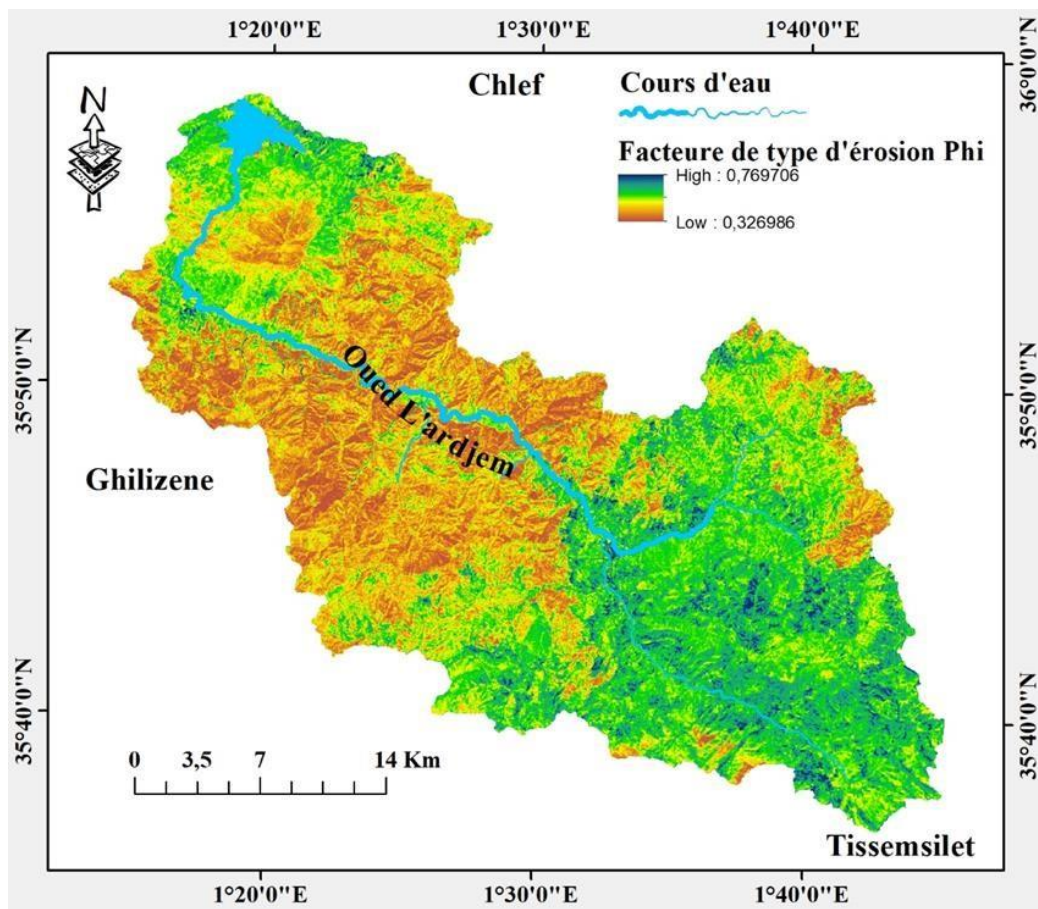 1°20'0"E 1°30'0"E 1°40'0"E
36°0'0"N
Chlef
Cours d'eau
N
Facteure de type d'érosion Phi
High : 0,769706
Low : 0,326986
35°50'0"N
35°50'0"N
Oued L'ardjem
Ghilizene
35°40'0"N
35°40'0"N
0 3,5 7 14 Km
Tissemsilet
1°20'0"E 1°30'0"E 1°40'0"E